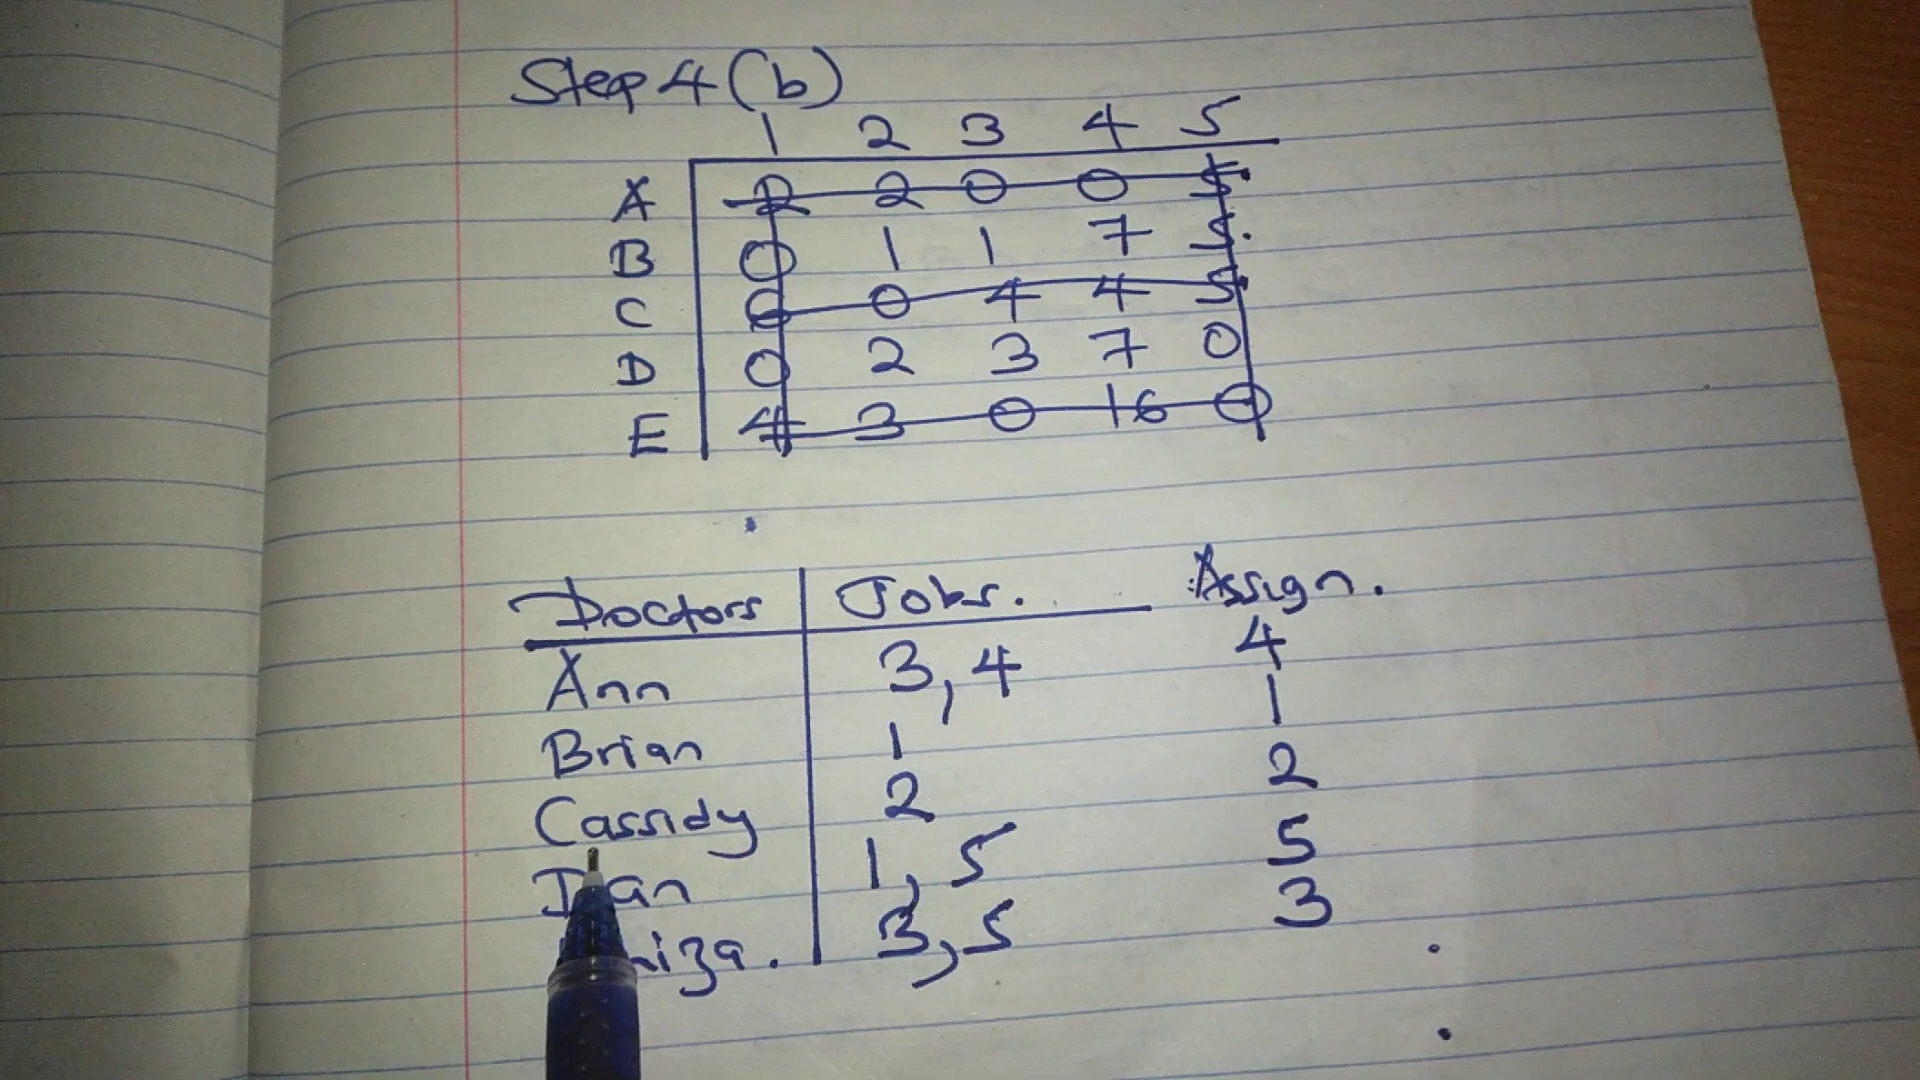 Step 4 (b)
1 2 3 4 5
A 2 2 0 0
B 0 1 1 7
C 0 0 4 4 5
D 0 2 3 7 0
E 4 3 0 16 0
Doctors Jobs. Assign.
Ann 3, 4 4
Brian 1 1
Cassidy 2 2
Dan 1, 5 5
3, 5 3